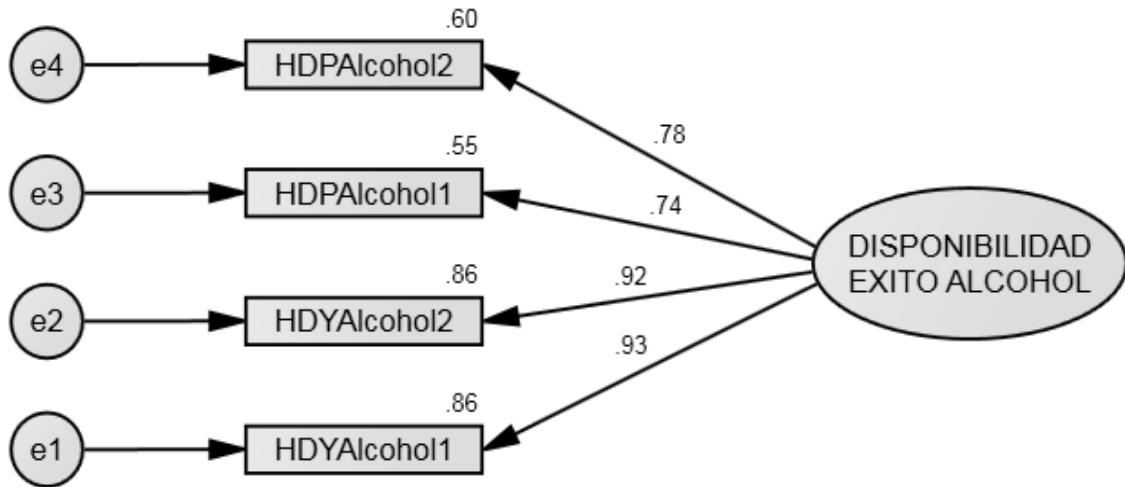 .60
e4
HDPAlcohol2
.78
.55
e3
HDPAlcohol1
.74
DISPONIBILIDAD
EXITO ALCOHOL
.86
e2
HDYAlcohol2
.92
.93
.86
e1
HDYAlcohol1